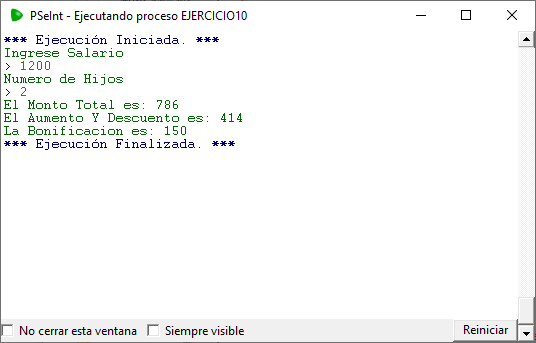 PSeInt - Ejecutando proceso EJERCICIO10
*** Ejecución Iniciada. ***
Ingrese Salario
> 1200
Numero de Hijos
> 2
El Monto Total es: 786
El Aumento Y Descuento es: 414
La Bonificacion es: 150
*** Ejecución Finalizada. ***
No cerrar esta ventana
Siempre visible
Reiniciar